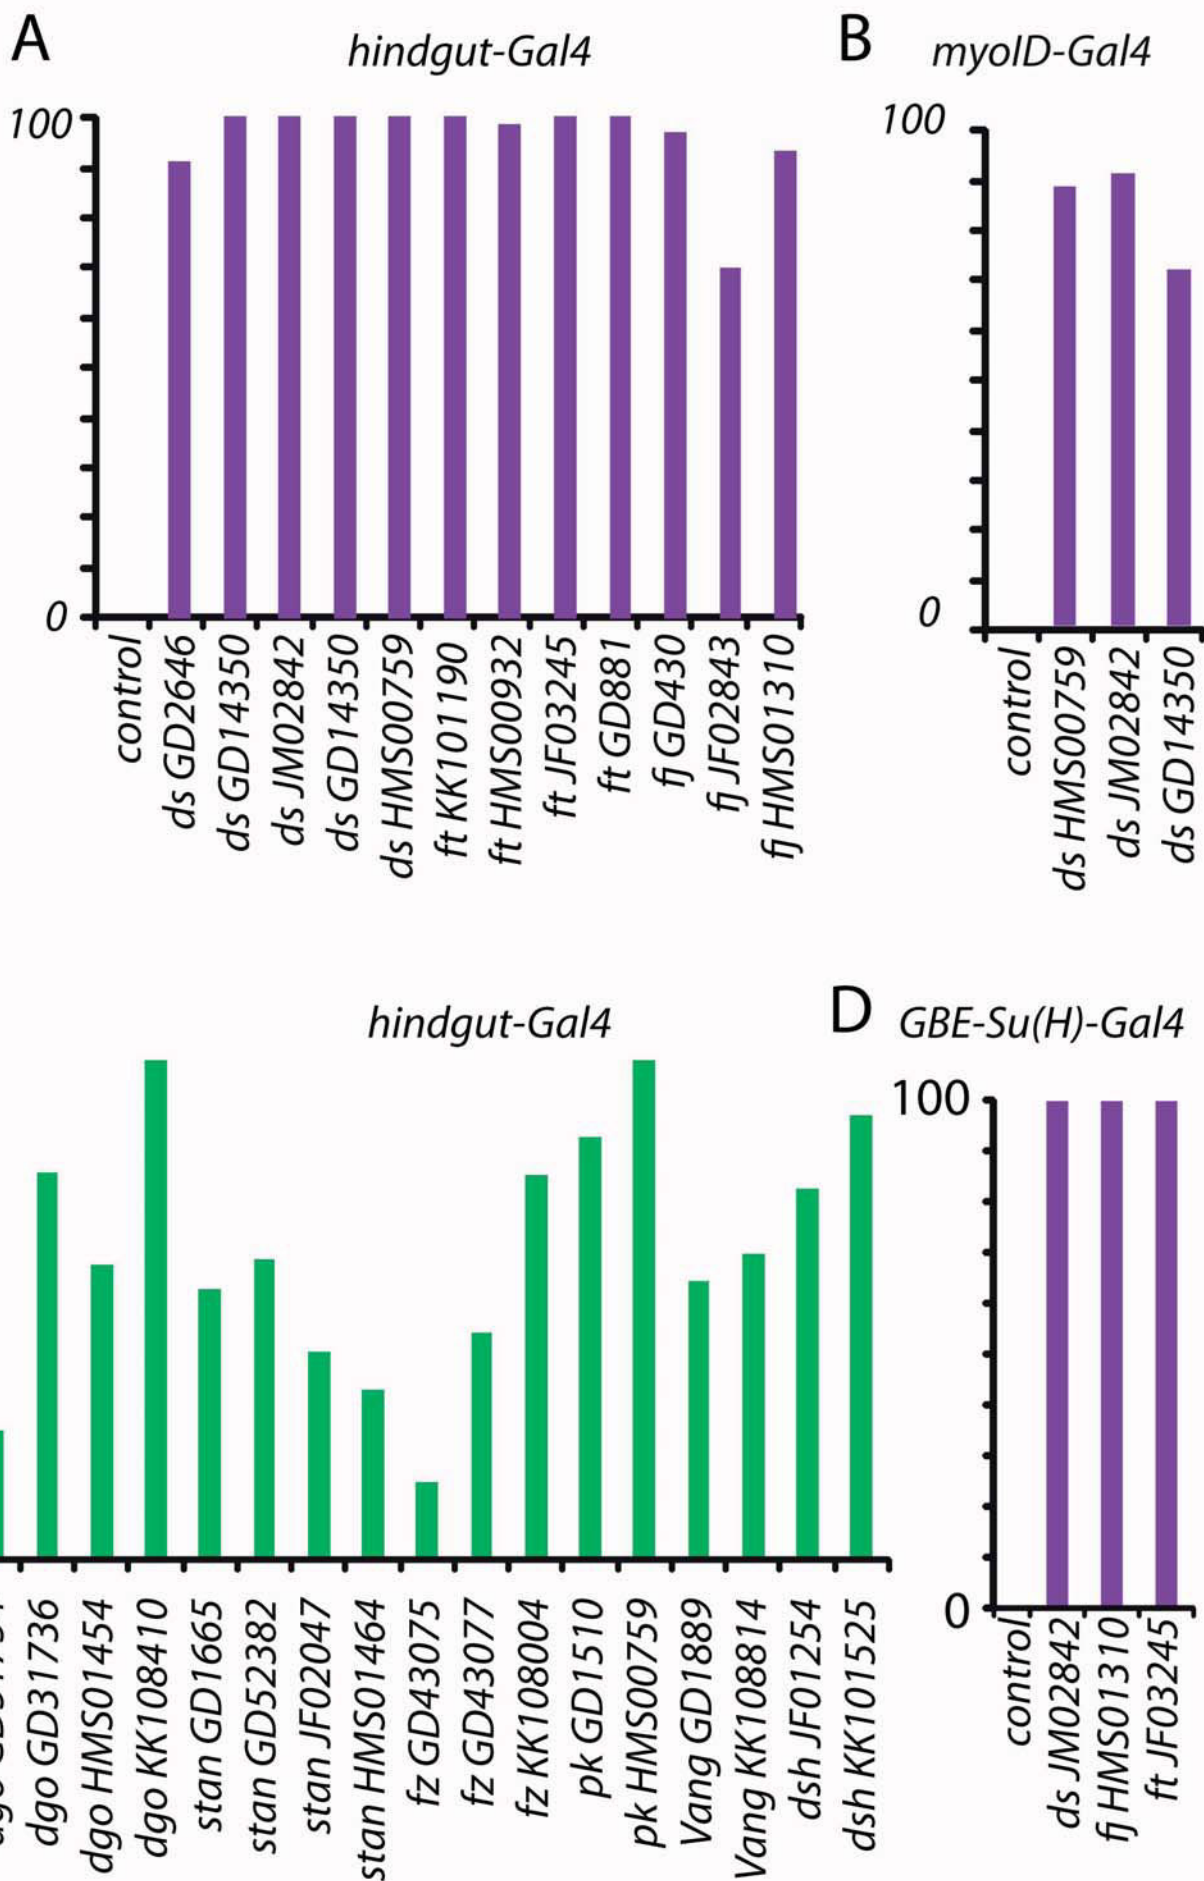 A
hindgut-Gal4
100
0
control
ds GD2646
ds GD14350
ds JM02842
ds GD14350
ds HMS00759
ft KK101190
ft HMS00932
ft JF03245
ft GD881
fj GD430
fj JF02843
fj HMS01310
B
myoID-Gal4
100
0
control
ds HMS00759
ds JM02842
ds GD14350
hindgut-Gal4
dgo GD31736
dgo HMS01454
dgo KK108410
stan GD1665
stan GD52382
stan JF02047
stan HMS01464
fz GD43075
fz GD43077
fz KK108004
pk GD1510
pk HMS00759
Vang GD1889
Vang KK108814
dsh JF01254
dsh KK101525
D
GBE-Su(H)-Gal4
100
0
control
ds JM02842
fj HMS01310
ft JF03245